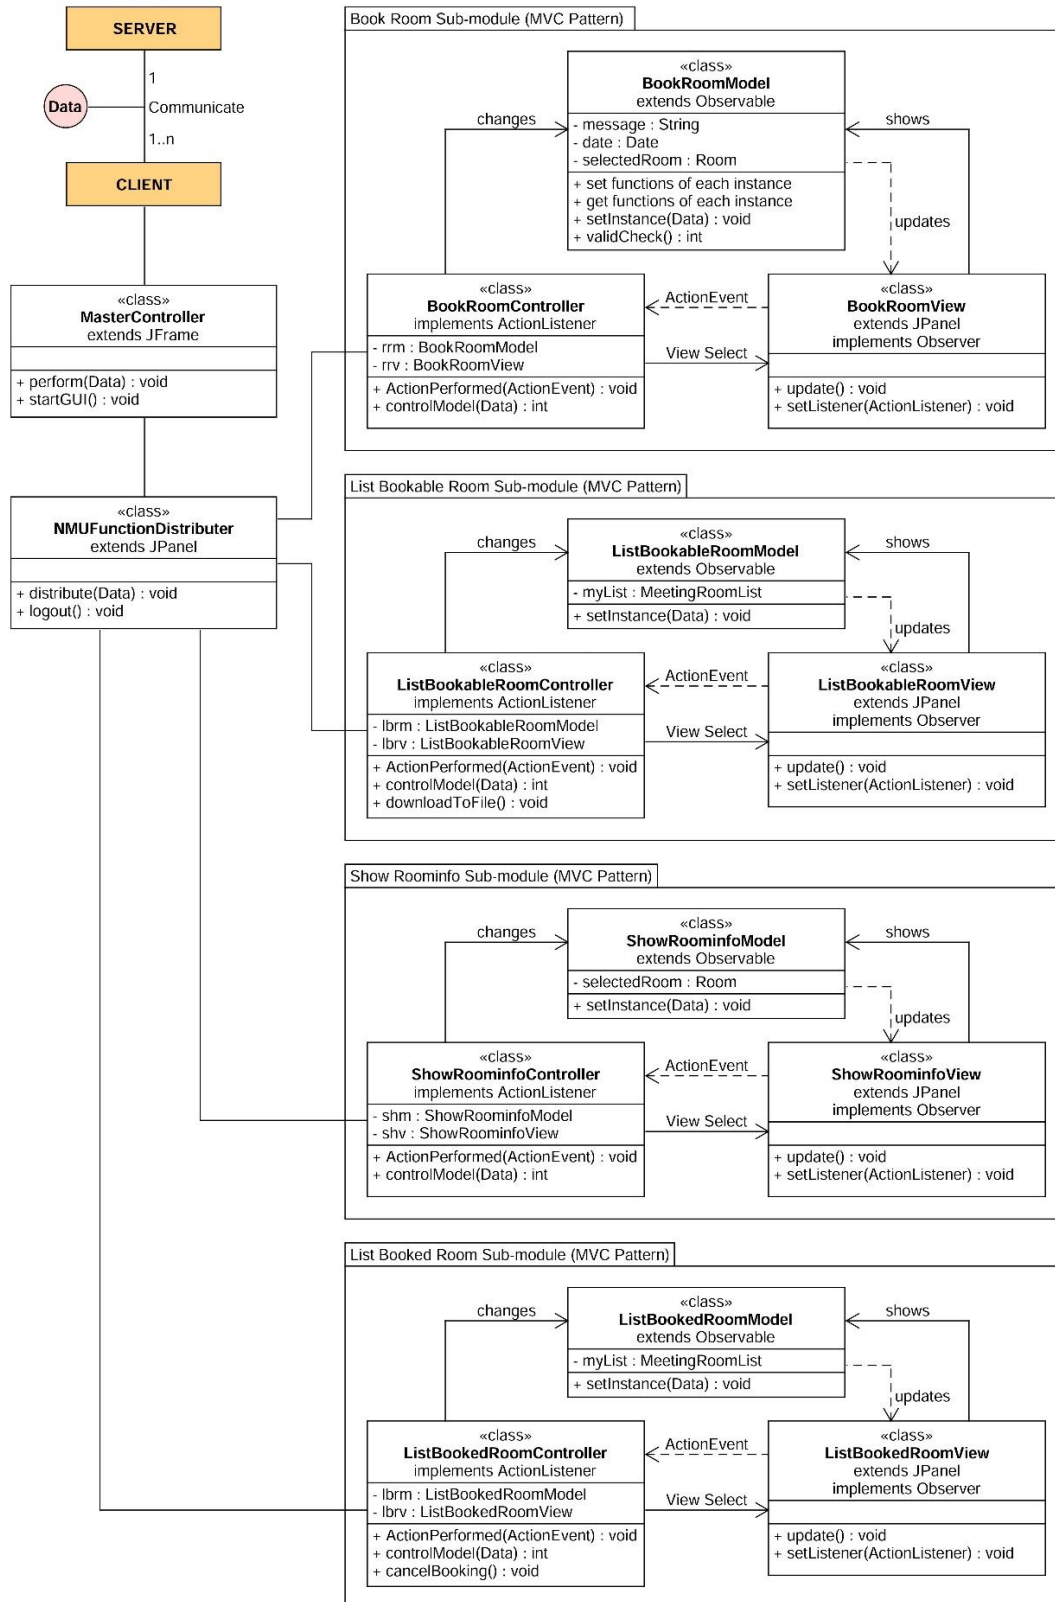 SERVER
1
Data
Communicate
1..n
CLIENT
«class»
MasterController
extends JFrame
+ perform(Data) : void
+ startGUI() : void
«class»
NMUFunctionDistributer
extends JPanel
+ distribute(Data) : void
+ logout() : void
Book Room Sub-module (MVC Pattern)
«class»
BookRoomModel
extends Observable
- message : String
- date : Date
- selectedRoom : Room
+ set functions of each instance
+ get functions of each instance
+ setInstance(Data) : void
+ validCheck() : int
changes
shows
updates
«class»
BookRoomController
implements ActionListener
- rrm : BookRoomModel
- rrv : BookRoomView
+ ActionPerformed(ActionEvent) : void
+ controlModel(Data) : int
ActionEvent
View Select
«class»
BookRoomView
extends JPanel
implements Observer
+ update() : void
+ setListener(ActionListener) : void
List Bookable Room Sub-module (MVC Pattern)
«class»
ListBookableRoomModel
extends Observable
- myList : MeetingRoomList
+ setInstance(Data) : void
changes
shows
updates
«class»
ListBookableRoomController
implements ActionListener
- lbrm : ListBookableRoomModel
- lbrv : ListBookableRoomView
+ ActionPerformed(ActionEvent) : void
+ controlModel(Data) : int
+ downloadToFile() : void
ActionEvent
View Select
«class»
ListBookableRoomView
extends JPanel
implements Observer
+ update() : void
+ setListener(ActionListener) : void
Show Roominfo Sub-module (MVC Pattern)
«class»
ShowRoominfoModel
extends Observable
- selectedRoom : Room
+ setInstance(Data) : void
changes
shows
updates
«class»
ShowRoominfoController
implements ActionListener
- shm : ShowRoominfoModel
- shv : ShowRoominfoView
+ ActionPerformed(ActionEvent) : void
+ controlModel(Data) : int
ActionEvent
View Select
«class»
ShowRoominfoView
extends JPanel
implements Observer
+ update() : void
+ setListener(ActionListener) : void
List Booked Room Sub-module (MVC Pattern)
«class»
ListBookedRoomModel
extends Observable
- myList : MeetingRoomList
+ setInstance(Data) : void
changes
shows
updates
«class»
ListBookedRoomController
implements ActionListener
- lbrm : ListBookedRoomModel
- lbrv : ListBookedRoomView
+ ActionPerformed(ActionEvent) : void
+ controlModel(Data) : int
+ cancelBooking() : void
ActionEvent
View Select
«class»
ListBookedRoomView
extends JPanel
implements Observer
+ update() : void
+ setListener(ActionListener) : void